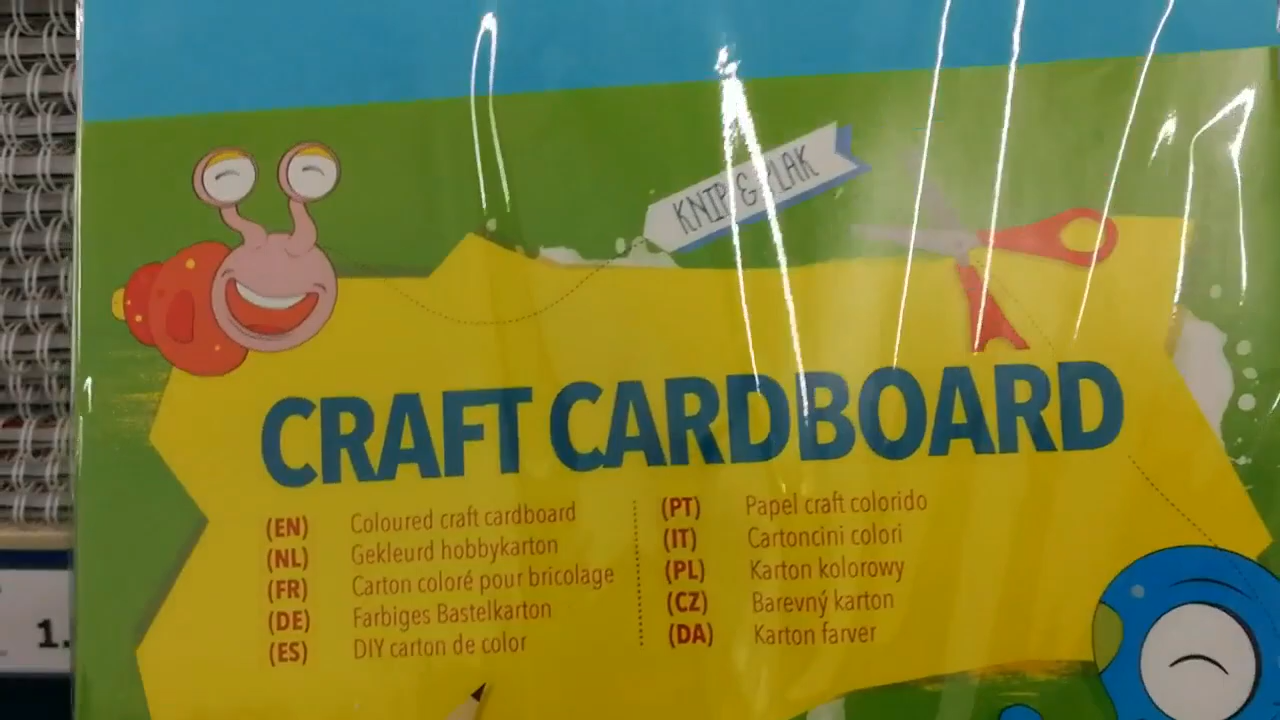 KNIP & PLAK
CRAFT CARDBOARD
(EN) Coloured craft cardboard
(NL) Gekleurd hobbykarton
(FR) Carton coloré pour bricolage
(DE) Farbiges Bastelkarton
(ES) DIY carton de color
(PT) Papel craft colorido
(IT) Cartoncini colori
(PL) Karton kolorowy
(CZ) Barevný karton
(DA) Karton farver
1.